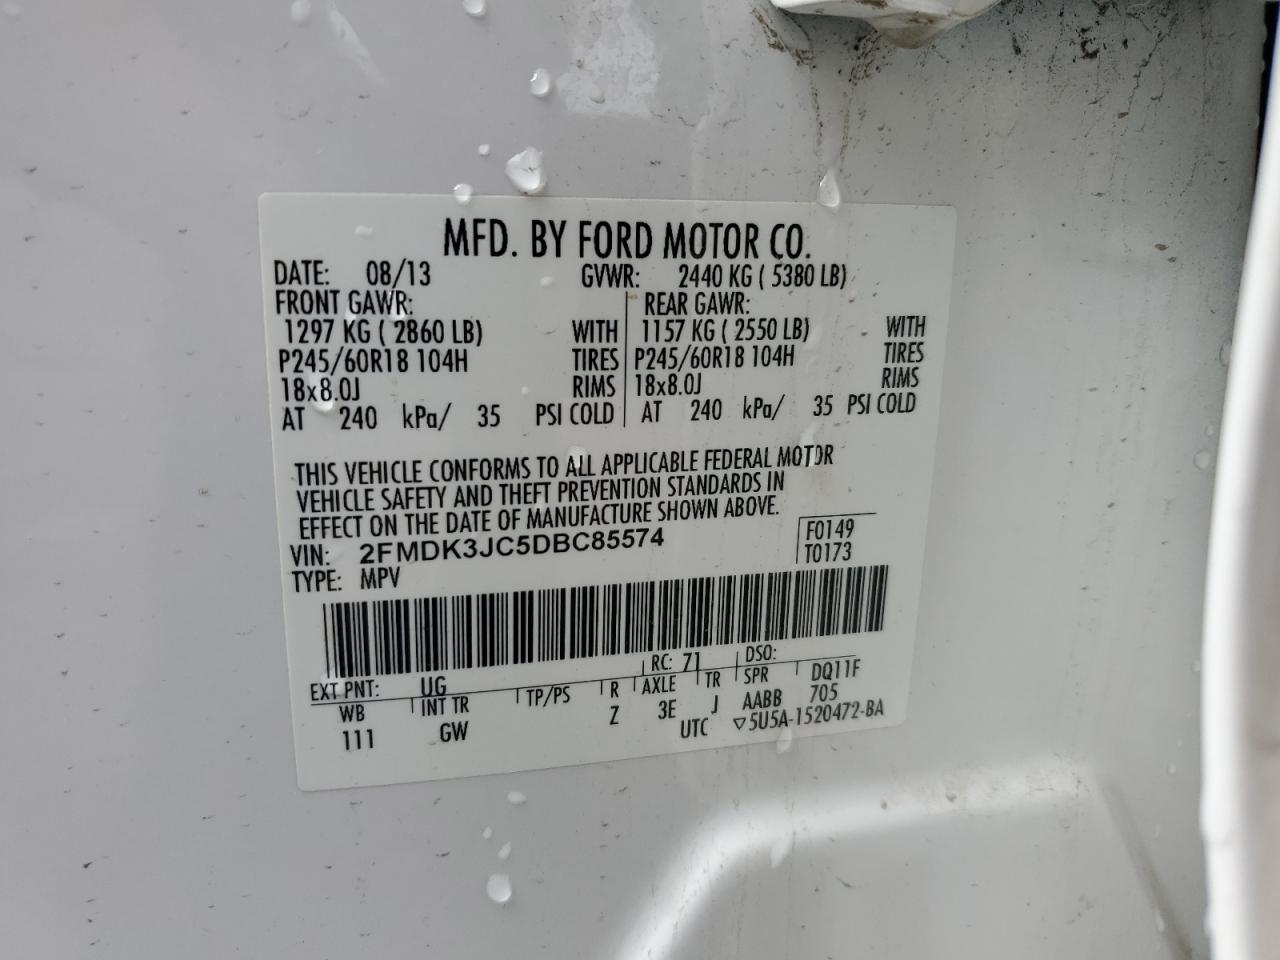 MFD. BY FORD MOTOR CO.
DATE: 08/13 GVWR: 2440 KG ( 5380 LB)
FRONT GAWR: REAR GAWR:
1297 KG ( 2860 LB) WITH 1157 KG ( 2550 LB) WITH
P245/60R18 104H TIRES P245/60R18 104H TIRES
18x8.0J RIMS 18x8.0J RIMS
AT 240 kPa/ 35 PSI COLD AT 240 kPa/ 35 PSI COLD
THIS VEHICLE CONFORMS TO ALL APPLICABLE FEDERAL MOTOR
VEHICLE SAFETY AND THEFT PREVENTION STANDARDS IN
EFFECT ON THE DATE OF MANUFACTURE SHOWN ABOVE.
VIN: 2FMDK3JC5DBC85574 F0149
TYPE: MPV T0173
EXT PNT: UG RC: 71 DSO:
WB INT TR TP/PS R AXLE TR SPR DQ11F
111 GW Z 3E J AABB 705
UTC ▽5U5A-1520472-BA